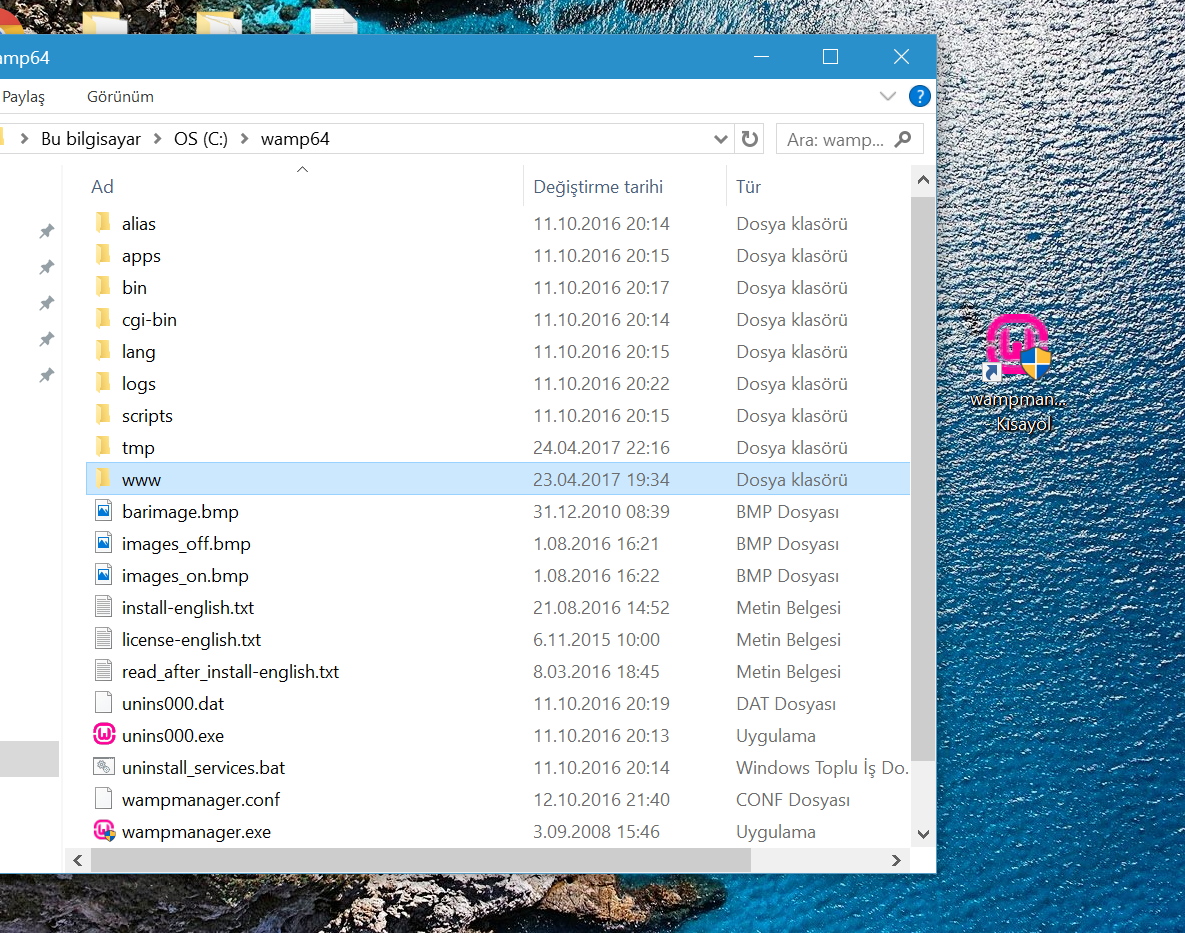 amp64
Paylaş Görünüm ?
Bu bilgisayar OS (C:) wamp64 Ara: wamp...
Ad Değiştirme tarihi Tür
alias 11.10.2016 20:14 Dosya klasörü
apps 11.10.2016 20:15 Dosya klasörü
bin 11.10.2016 20:17 Dosya klasörü
cgi-bin 11.10.2016 20:14 Dosya klasörü
lang 11.10.2016 20:15 Dosya klasörü
logs 11.10.2016 20:22 Dosya klasörü
scripts 11.10.2016 20:15 Dosya klasörü
tmp 24.04.2017 22:16 Dosya klasörü
www 23.04.2017 19:34 Dosya klasörü
barimage.bmp 31.12.2010 08:39 BMP Dosyası
images_off.bmp 1.08.2016 16:21 BMP Dosyası
images_on.bmp 1.08.2016 16:22 BMP Dosyası
install-english.txt 21.08.2016 14:52 Metin Belgesi
license-english.txt 6.11.2015 10:00 Metin Belgesi
read_after_install-english.txt 8.03.2016 18:45 Metin Belgesi
unins000.dat 11.10.2016 20:19 DAT Dosyası
unins000.exe 11.10.2016 20:13 Uygulama
uninstall_services.bat 11.10.2016 20:14 Windows Toplu İş Do.
wampmanager.conf 12.10.2016 21:40 CONF Dosyası
wampmanager.exe 3.09.2008 15:46 Uygulama
wampman...
- Kısayol